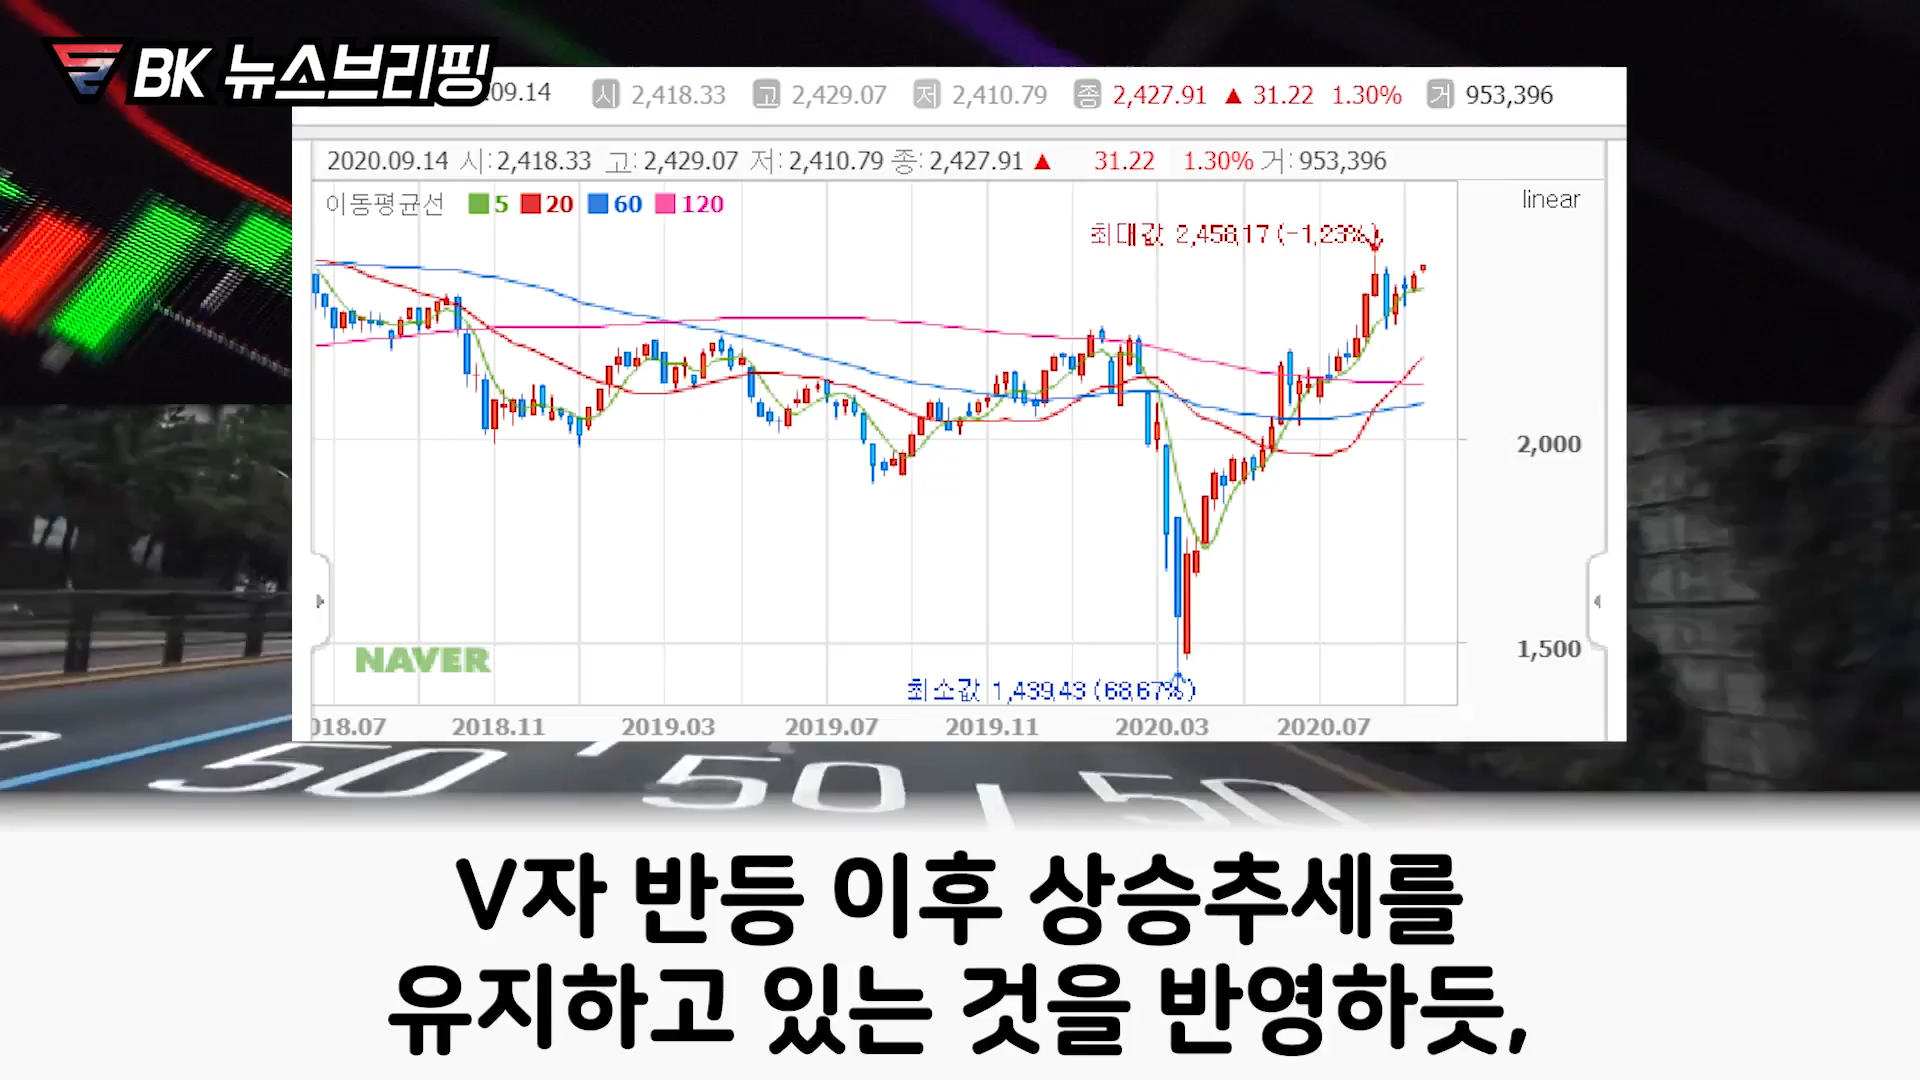 BK 뉴스브리핑
.09.14 시 2,418.33 고 2,429.07 저 2,410.79 종 2,427.91 ▲ 31.22 1.30% 거 953,396
2020.09.14 시:2,418.33 고:2,429.07 저:2,410.79 종:2,427.91 ▲ 31.22 1.30% 거:953,396
이동평균선 5 20 60 120
linear
최대값 2,458,17 (-1,23%)
2,000
1,500
NAVER
최소값 1,439,43 (68,67%)
018.07 2018.11 2019.03 2019.07 2019.11 2020.03 2020.07
50 50 50
V자 반등 이후 상승추세를
유지하고 있는 것을 반영하듯,